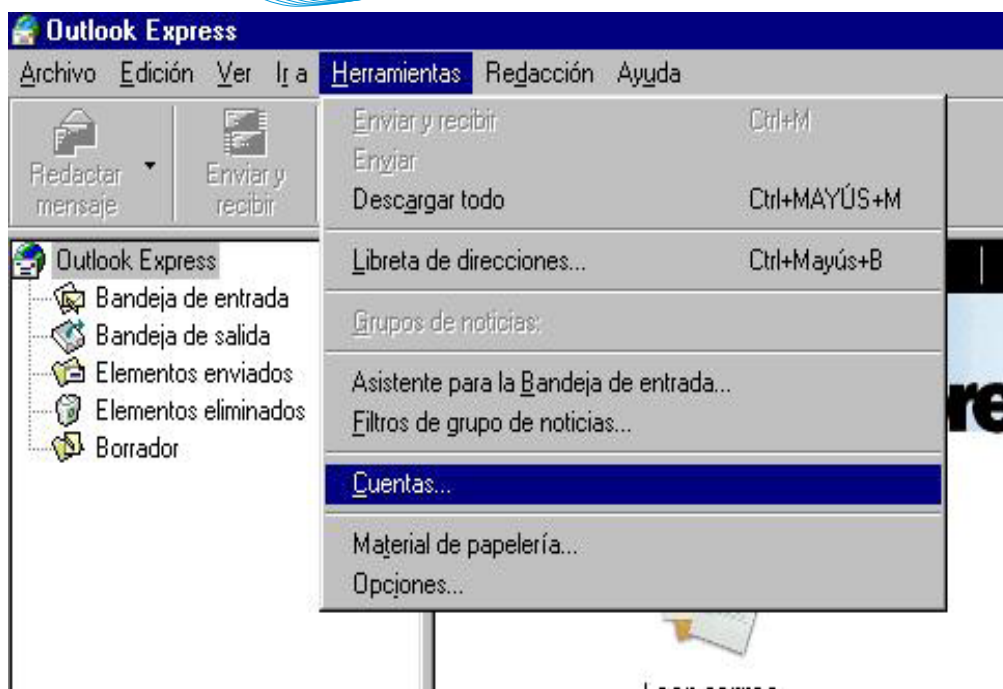 Outlook Express
Archivo Edición Ver Ir a Herramientas Redacción Ayuda
Redactar mensaje
Enviar y recibir
Enviar y recibir Ctrl+M
Enviar
Descargar todo Ctrl+MAYÚS+M
Libreta de direcciones... Ctrl+Mayús+B
Grupos de noticias:
Asistente para la Bandeja de entrada...
Filtros de grupo de noticias...
Cuentas...
Material de papelería...
Opciones...
Outlook Express
Bandeja de entrada
Bandeja de salida
Elementos enviados
Elementos eliminados
Borrador
re